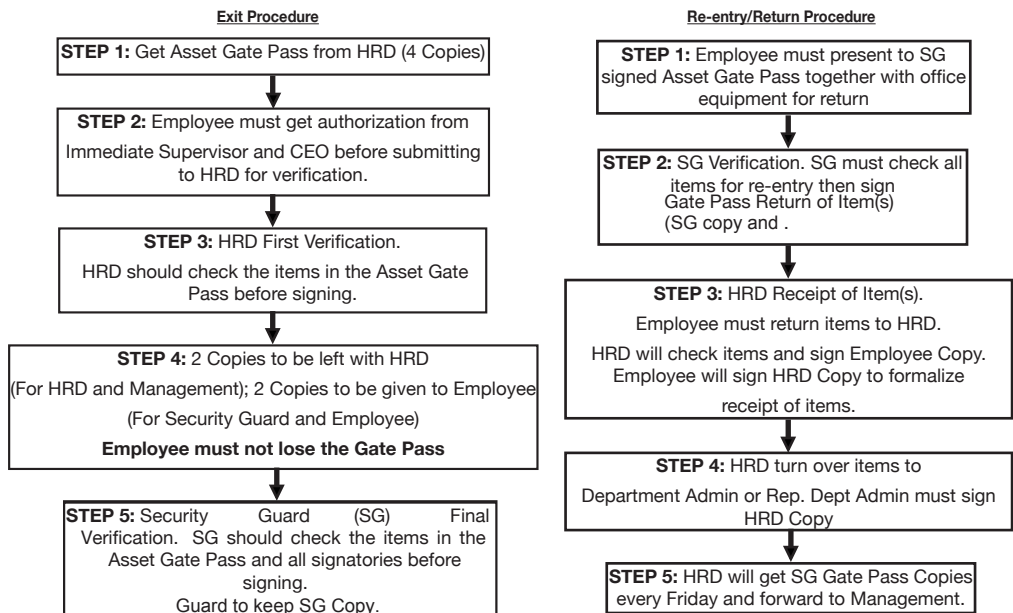 Exit Procedure
STEP 1: Get Asset Gate Pass from HRD (4 Copies)
STEP 2: Employee must get authorization from
Immediate Supervisor and CEO before submitting
to HRD for verification.
STEP 3: HRD First Verification.
HRD should check the items in the Asset Gate
Pass before signing.
STEP 4: 2 Copies to be left with HRD
(For HRD and Management); 2 Copies to be given to Employee
(For Security Guard and Employee)
Employee must not lose the Gate Pass
STEP 5: Security Guard (SG) Final
Verification. SG should check the items in the
Asset Gate Pass and all signatories before
signing.
Guard to keep SG Copy.
Re-entry/Return Procedure
STEP 1: Employee must present to SG
signed Asset Gate Pass together with office
equipment for return
STEP 2: SG Verification. SG must check all
items for re-entry then sign
Gate Pass Return of Item(s)
(SG copy and .
STEP 3: HRD Receipt of Item(s).
Employee must return items to HRD.
HRD will check items and sign Employee Copy.
Employee will sign HRD Copy to formalize
receipt of items.
STEP 4: HRD turn over items to
Department Admin or Rep. Dept Admin must sign
HRD Copy
STEP 5: HRD will get SG Gate Pass Copies
every Friday and forward to Management.